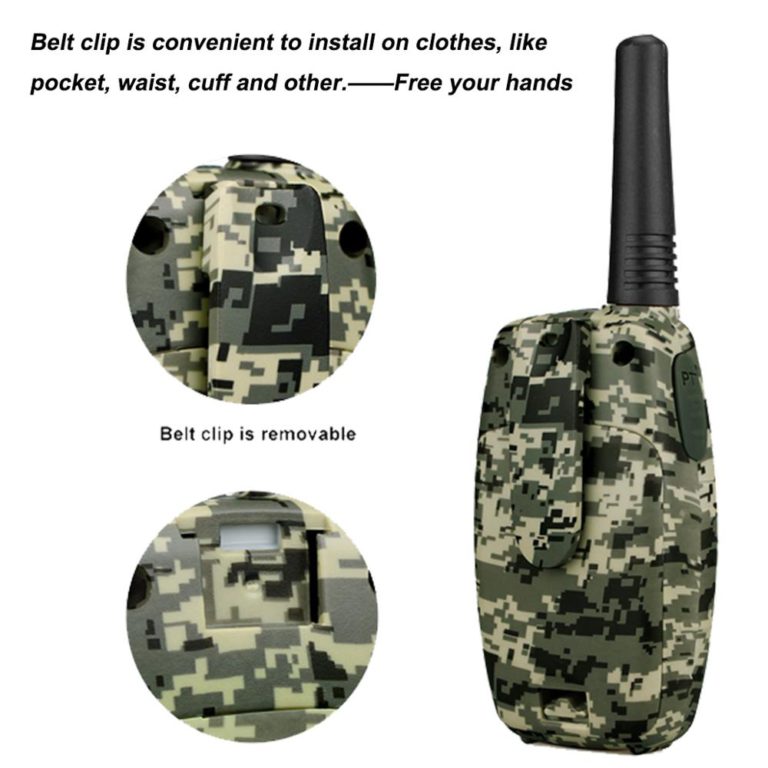 Belt clip is convenient to install on clothes, like
pocket, waist, cuff and other.——Free your hands
PT
Belt clip is removable